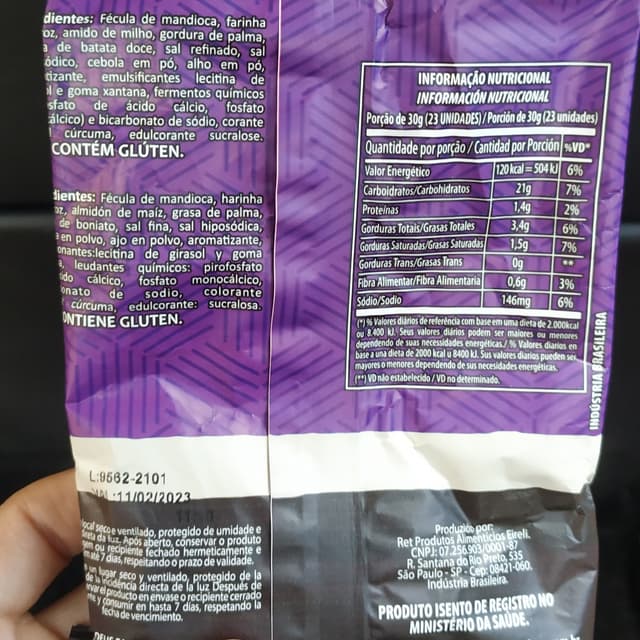 dientes: Fécula de mandioca, farinha
oz, amido de milho, gordura de palma,
de batata doce, sal refinado, sal
ódico, cebola em pó, alho em pó,
tizante, emulsificantes lecitina de
e goma xantana, fermentos químicos
sfato de ácido cálcio, fosfato
álcico) e bicarbonato de sódio, corante
cúrcuma, edulcorante sucralose.
CONTÉM GLÚTEN.
dientes: Fécula de mandioca, harina
oz, almidón de maíz, grasa de palma,
de boniato, sal fina, sal hiposódica,
en polvo, ajo en polvo, aromatizante,
onantes:lecitina de girasol y goma
leudantes químicos: pirofosfato
do cálcico, fosfato monocálcico,
onato de sodio, colorante
cúrcuma, edulcorante: sucralosa.
ONTIENE GLUTEN.
INFORMAÇÃO NUTRICIONAL
INFORMACIÓN NUTRICIONAL
Porção de 30g (23 UNIDADES) / Porción de 30g (23 unidades)
Quantidade por porção / Cantidad por Porción %VD*
Valor Energético 120 kcal = 504 kJ 6%
Carboidratos/Carbohidratos 21g 7%
Proteínas 1,4g 2%
Gorduras Totais/Grasas Totales 3,4g 6%
Gorduras Saturadas/Grasas Saturadas 1,5g 7%
Gorduras Trans/Grasas Trans 0g **
Fibra Alimentar/Fibra Alimentaria 0,6g 3%
Sódio/Sodio 146mg 6%
(*) % Valores diários de referência com base em uma dieta de 2.000kcal
ou 8.400 kJ. Seus valores diários podem ser maiores ou menores
dependendo de suas necessidades energéticas./ % Valores diarios en
base a una dieta de 2000 kcal u 8400 kJ. Sus valores diarios pueden ser
mayores o menores dependendo de sus necesidades energéticas.
(**) VD não estabelecido / VD no determinado.
INDÚSTRIA BRASILEIRA
L:9562-2101
:11/02/2023
local seco e ventilado, protegido de umidade e
da luz. Após aberto, conservar o produto
ou recipiente fechado hermeticamente e
até 7 dias, respeitando o prazo de validade.
un lugar seco y ventilado, protegido de la
de la incidência directa de la luz Después de
el producto en envase o recipiente cerrado
y consumir en hasta 7 días, respetando la
fecha de vencimiento.
Produzido por:
Ret Produtos Alimentícios Eireli.
CNPJ: 07.256.903/0001-87
R. Santana do Rio Preto, 535
São Paulo - SP - Cep: 08421-060.
Indústria Brasileira.
PRODUTO ISENTO DE REGISTRO NO
MINISTÉRIO DA SAÚDE.